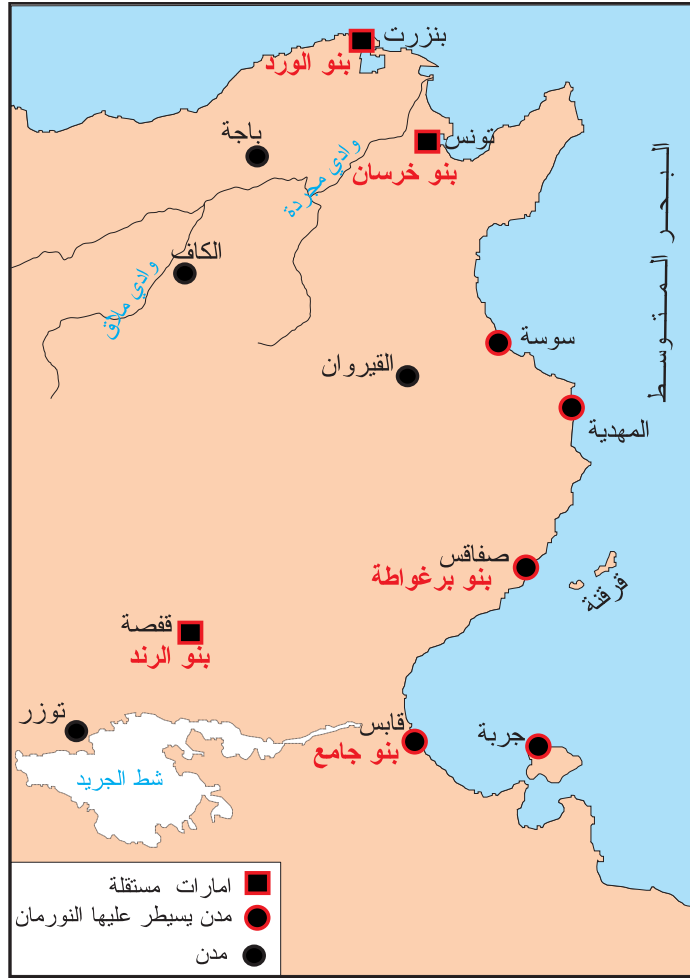 بنزرت
بنو الورد
باجة
وادي مجردة
تونس
بنو خرسان
البحر المتوسط
الكاف
وادي ملاق
سوسة
القيروان
المهدية
صفاقس
بنو برغواطة
قرقنة
قفصة
بنو الرند
توزر
قابس
بنو جامع
جربة
شط الجريد
امارات مستقلة
مدن يسيطر عليها النورمان
مدن